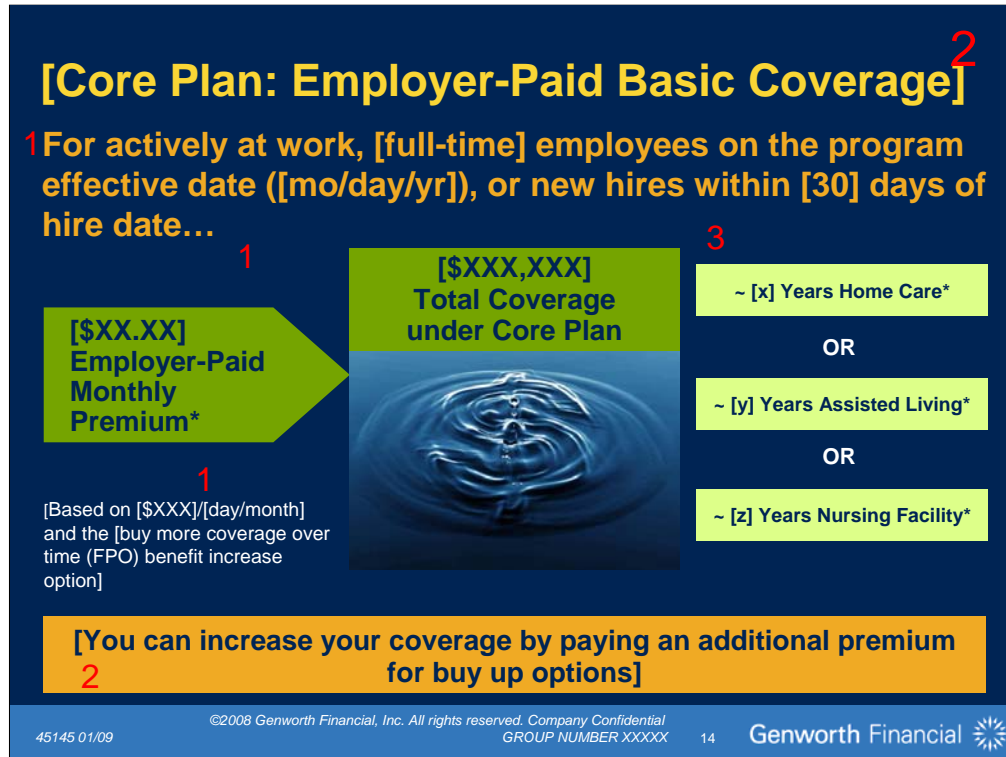 2
[Core Plan: Employer-Paid Basic Coverage]
1
For actively at work, [full-time] employees on the program
effective date ([mo/day/yr]), or new hires within [30] days of
hire date…
1
[$XX.XX]
Employer-Paid
Monthly
Premium*
1
[Based on [$XXX]/[day/month]
and the [buy more coverage over
time (FPO) benefit increase
option]
[$XXX,XXX]
Total Coverage
under Core Plan
3
~ [x] Years Home Care*
OR
~ [y] Years Assisted Living*
OR
~ [z] Years Nursing Facility*
[You can increase your coverage by paying an additional premium
for buy up options]
2
45145 01/09
©2008 Genworth Financial, Inc. All rights reserved. Company Confidential
GROUP NUMBER XXXXX
14
Genworth Financial